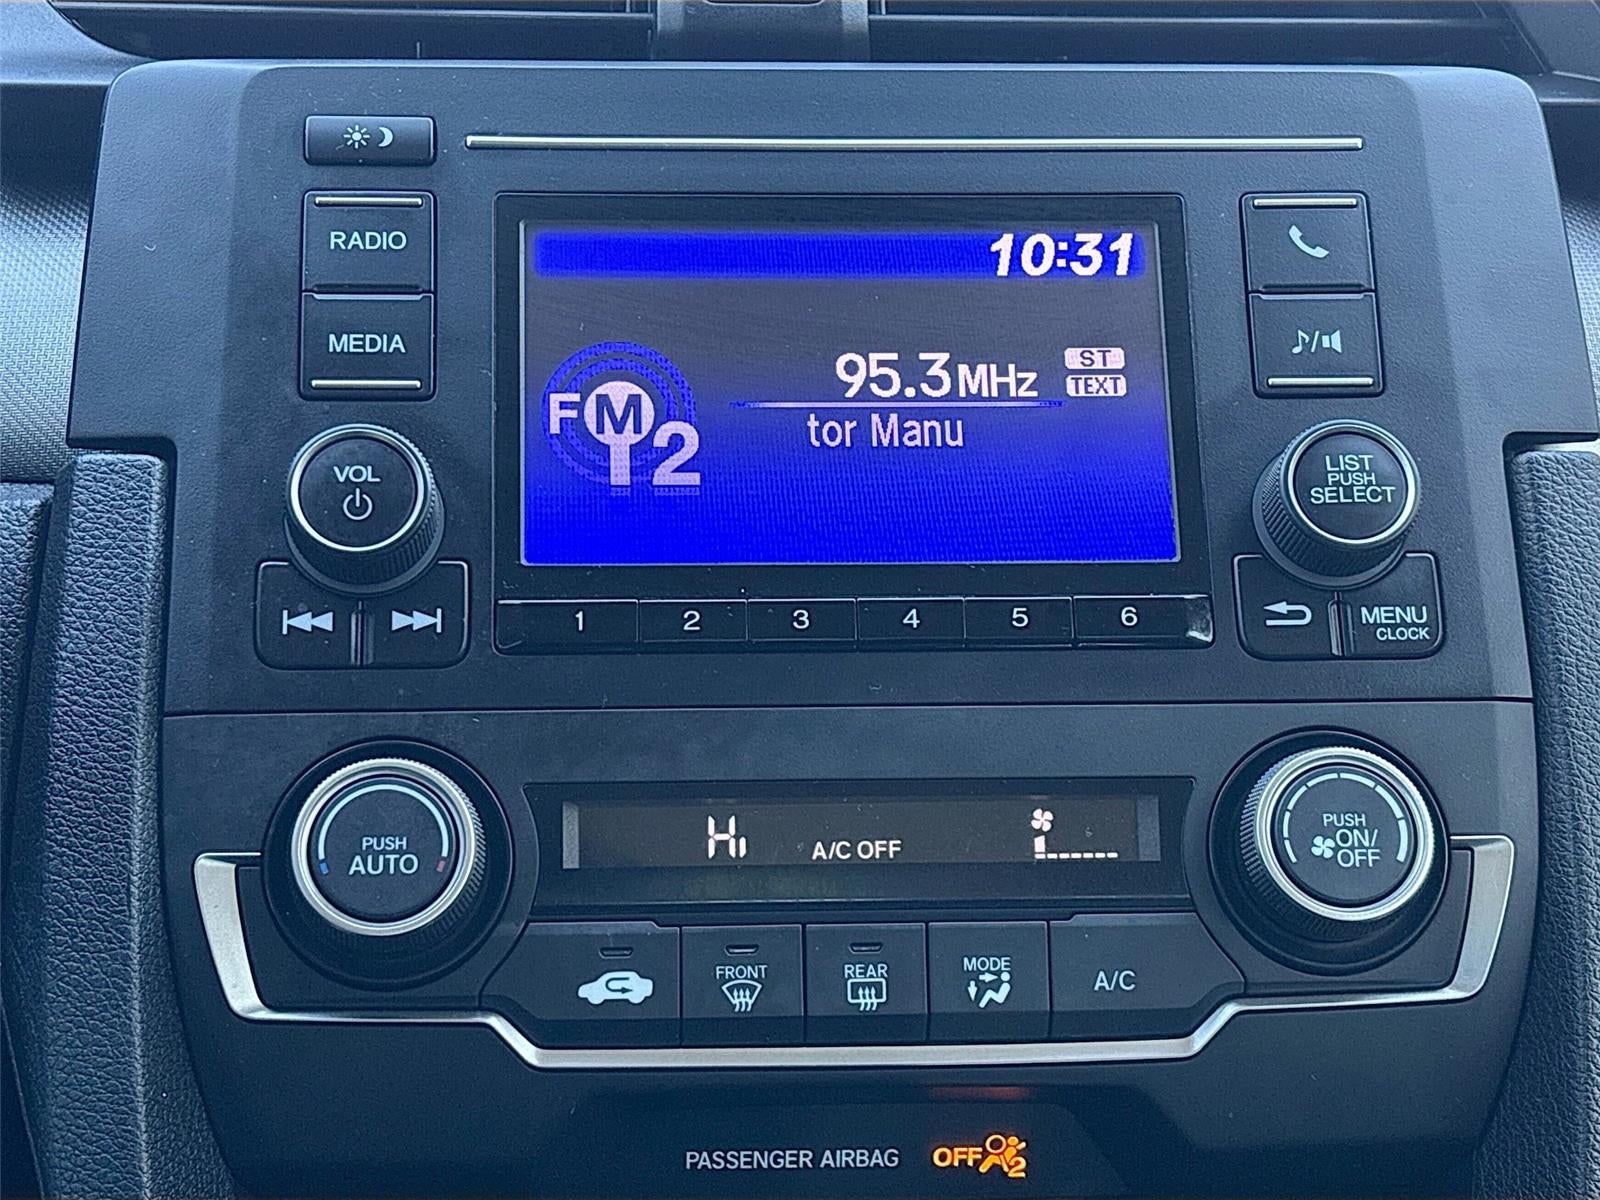 RADIO
MEDIA
VOL
10:31
FM2
95.3MHz
ST
TEXT
tor Manu
LIST
PUSH
SELECT
1 2 3 4 5 6
MENU
CLOCK
PUSH
AUTO
Hi
A/C OFF
PUSH
ON/
OFF
FRONT
REAR
MODE
A/C
PASSENGER AIRBAG OFF 2